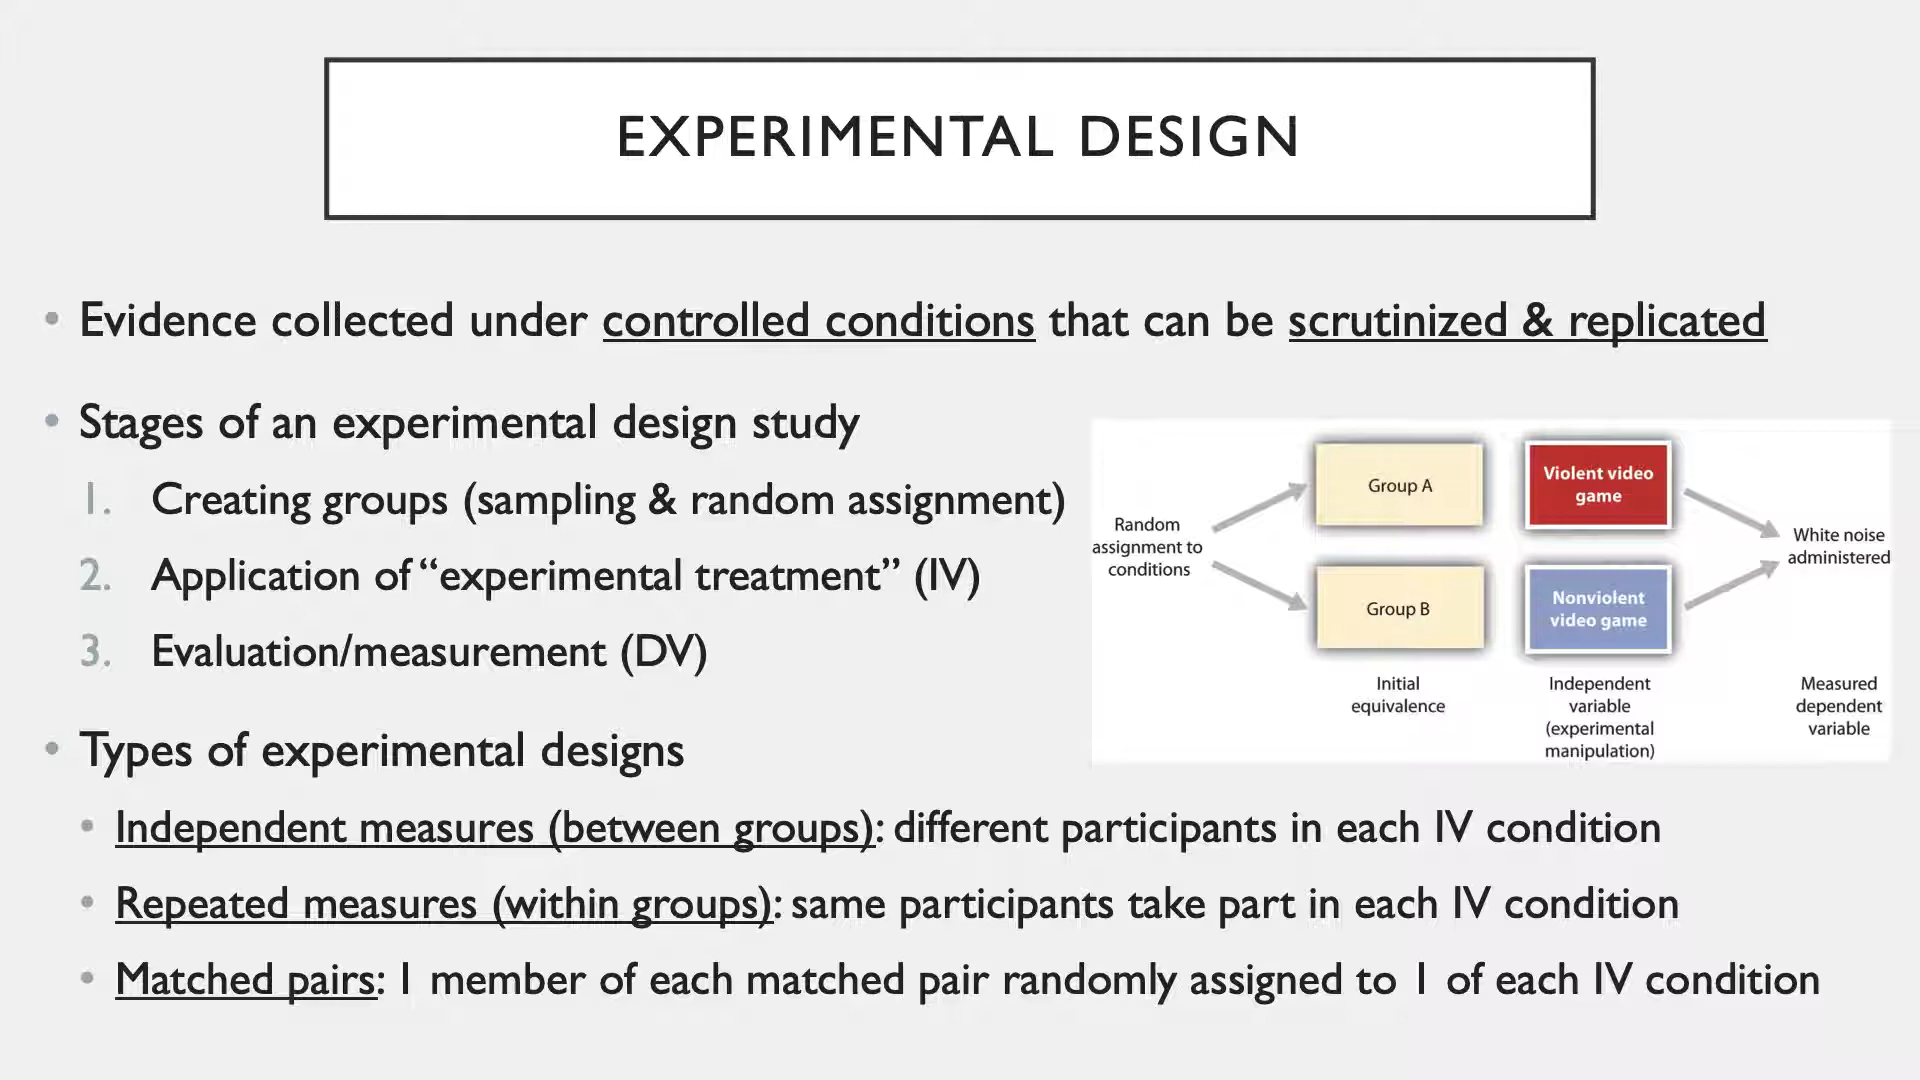 EXPERIMENTAL DESIGN
• Evidence collected under controlled conditions that can be scrutinized & replicated
• Stages of an experimental design study
1. Creating groups (sampling & random assignment)
2. Application of “experimental treatment” (IV)
3. Evaluation/measurement (DV)
Random
assignment to
conditions
Group A
Group B
Initial
equivalence
Violent video
game
Nonviolent
video game
Independent
variable
(experimental
manipulation)
White noise
administered
Measured
dependent
variable
• Types of experimental designs
• Independent measures (between groups): different participants in each IV condition
• Repeated measures (within groups): same participants take part in each IV condition
• Matched pairs: 1 member of each matched pair randomly assigned to 1 of each IV condition